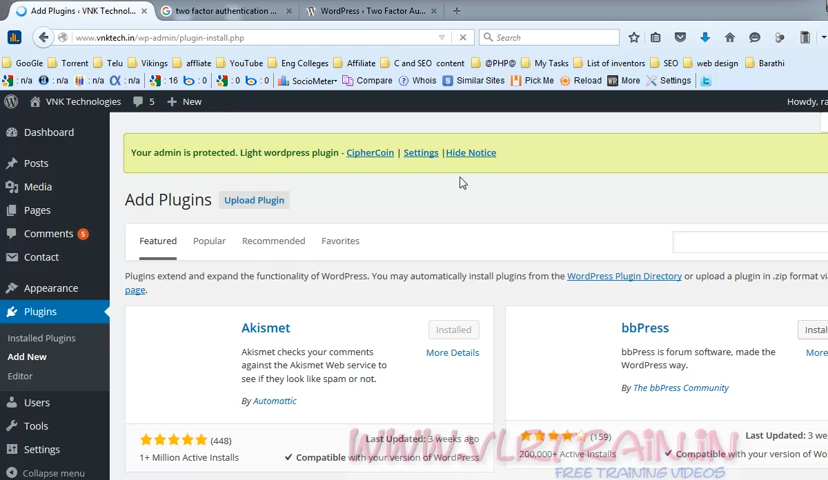 Add Plugins ‹ VNK Technol... × two factor authentication ... × WordPress › Two Factor Au... × +
www.vnktech.in/wp-admin/plugin-install.php Search
GooGle Torrent Telu Vikings affliate YouTube Eng Colleges Affiliate C and SEO content @PHP@ My Tasks List of inventors SEO web design Barathi
: n/a : n/a : n/a : n/a : 16 : 0 : 0 : 0 SocioMeter Compare Whois Similar Sites Pick Me Reload More Settings
VNK Technologies 5 + New Howdy, ra
Dashboard
Posts
Media
Pages
Comments 5
Contact
Appearance
Plugins
Installed Plugins
Add New
Editor
Users
Tools
Settings
Collapse menu
Your admin is protected. Light wordpress plugin - CipherCoin | Settings |Hide Notice
Add Plugins Upload Plugin
Featured Popular Recommended Favorites
Plugins extend and expand the functionality of WordPress. You may automatically install plugins from the WordPress Plugin Directory or upload a plugin in .zip format vi
page.
Akismet
Installed
More Details
Akismet checks your comments
against the Akismet Web service to
see if they look like spam or not.
By Automattic
(448)
1+ Million Active Installs
Last Updated: 3 weeks ago
Compatible with your version of WordPress
bbPress
Instal
More
bbPress is forum software, made the
WordPress way.
By The bbPress Community
(159)
200,000+ Active Installs
Last Updated: 3 w
Compatible with your version of Wo
WWW.VLRTRAIN.IN
FREE TRAINING VIDEOS